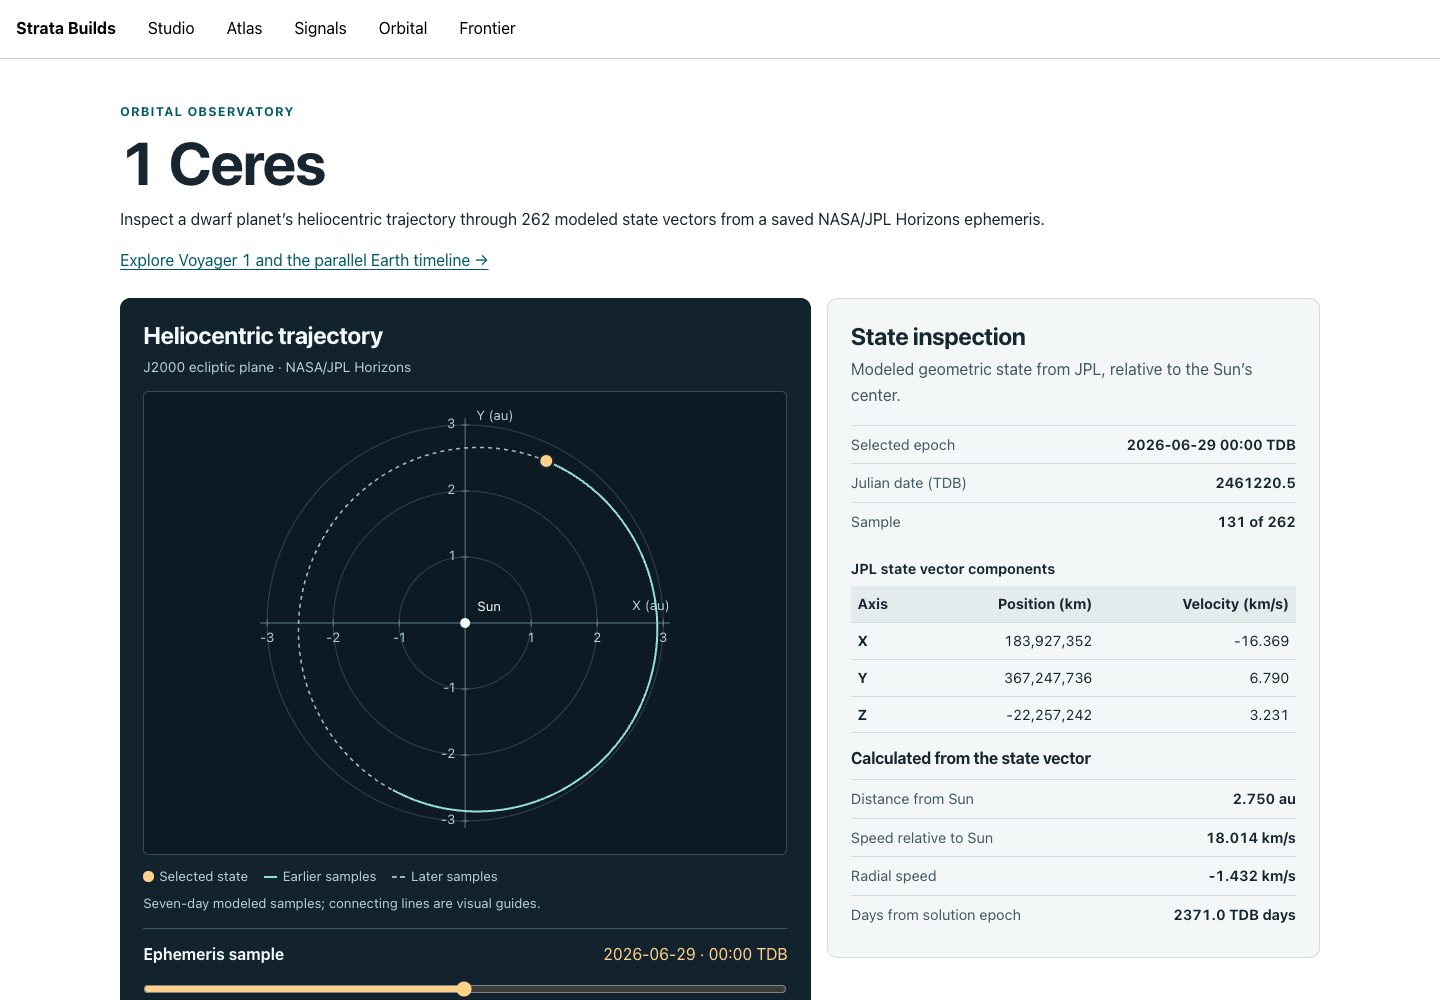 Strata Builds Studio Atlas Signals Orbital Frontier
ORBITAL OBSERVATORY
1 Ceres
Inspect a dwarf planet’s heliocentric trajectory through 262 modeled state vectors from a saved NASA/JPL Horizons ephemeris.
Explore Voyager 1 and the parallel Earth timeline →
Heliocentric trajectory
J2000 ecliptic plane · NASA/JPL Horizons
Y (au)
3
2
1
Sun
X (au)
-3 -2 -1 1 2 3
-1
-2
-3
Selected state Earlier samples Later samples
Seven-day modeled samples; connecting lines are visual guides.
Ephemeris sample 2026-06-29 · 00:00 TDB
State inspection
Modeled geometric state from JPL, relative to the Sun’s
center.
Selected epoch 2026-06-29 00:00 TDB
Julian date (TDB) 2461220.5
Sample 131 of 262
JPL state vector components
Axis Position (km) Velocity (km/s)
X 183,927,352 -16.369
Y 367,247,736 6.790
Z -22,257,242 3.231
Calculated from the state vector
Distance from Sun 2.750 au
Speed relative to Sun 18.014 km/s
Radial speed -1.432 km/s
Days from solution epoch 2371.0 TDB days